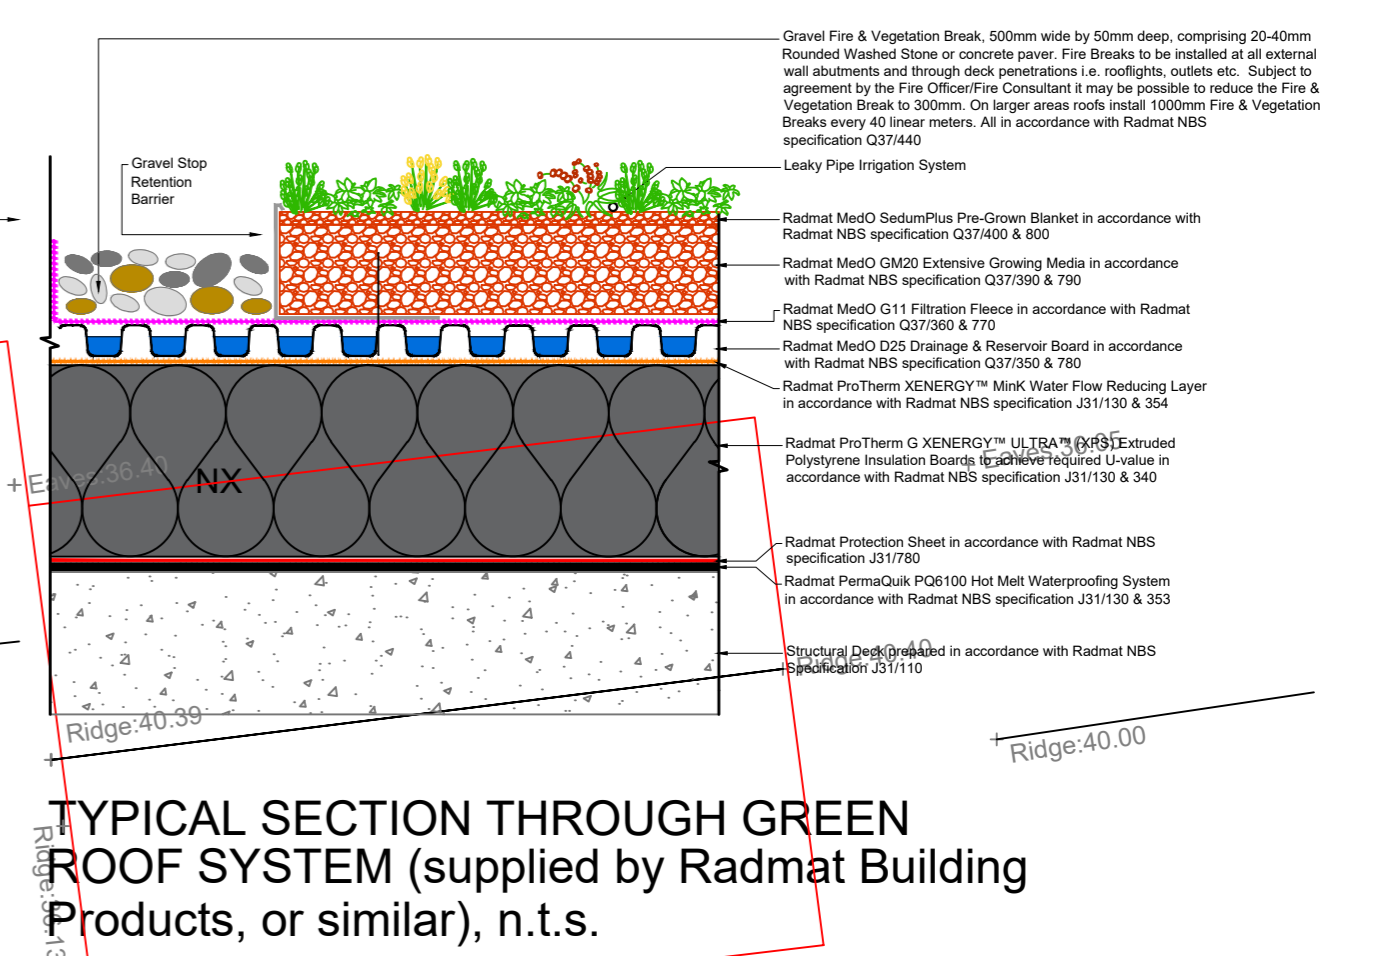 Gravel Fire & Vegetation Break, 500mm wide by 50mm deep, comprising 20-40mm
Rounded Washed Stone or concrete paver. Fire Breaks to be installed at all external
wall abutments and through deck penetrations i.e. rooflights, outlets etc. Subject to
agreement by the Fire Officer/Fire Consultant it may be possible to reduce the Fire &
Vegetation Break to 300mm. On larger areas roofs install 1000mm Fire & Vegetation
Breaks every 40 linear meters. All in accordance with Radmat NBS
specification Q37/440
Gravel Stop
Retention
Barrier
Leaky Pipe Irrigation System
Radmat MedO SedumPlus Pre-Grown Blanket in accordance with
Radmat NBS specification Q37/400 & 800
Radmat MedO GM20 Extensive Growing Media in accordance
with Radmat NBS specification Q37/390 & 790
Radmat MedO G11 Filtration Fleece in accordance with Radmat
NBS specification Q37/360 & 770
Radmat MedO D25 Drainage & Reservoir Board in accordance
with Radmat NBS specification Q37/350 & 780
Radmat ProTherm XENERGY™ MinK Water Flow Reducing Layer
in accordance with Radmat NBS specification J31/130 & 354
Radmat ProTherm G XENERGY™ ULTRA™ (XPS) Extruded
Polystyrene Insulation Boards to achieve required U-value in
accordance with Radmat NBS specification J31/130 & 340
Eaves:36.40
NX
Eaves:36.05
Radmat Protection Sheet in accordance with Radmat NBS
specification J31/780
Radmat PermaQuik PQ6100 Hot Melt Waterproofing System
in accordance with Radmat NBS specification J31/130 & 353
Structural Deck prepared in accordance with Radmat NBS
Specification J31/110
Ridge:40.40
Ridge:40.39
Ridge:40.00
TYPICAL SECTION THROUGH GREEN
ROOF SYSTEM (supplied by Radmat Building
Products, or similar), n.t.s.